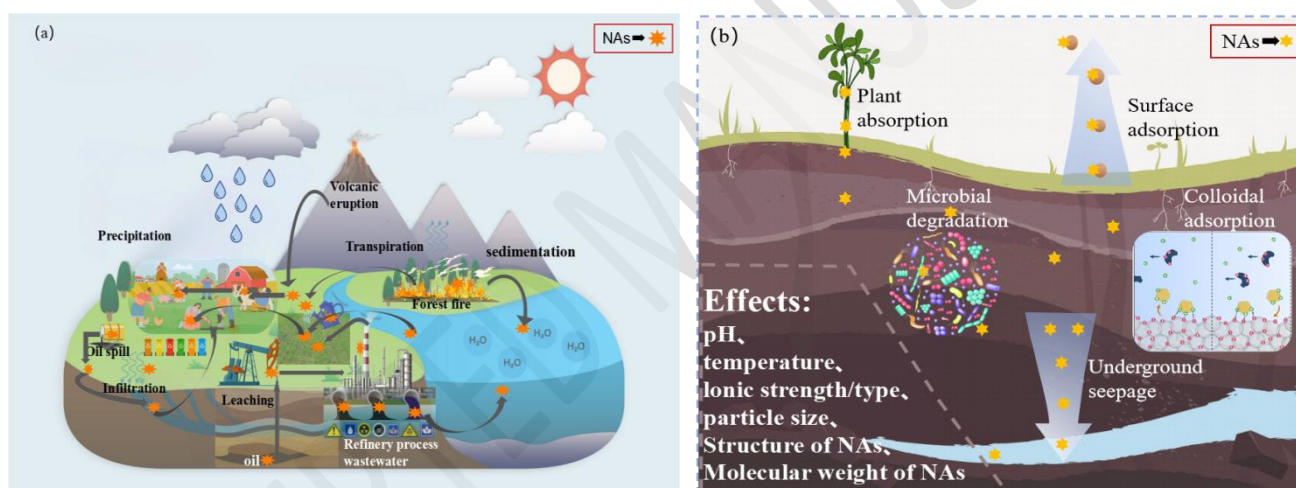 (a)
NAs
Volcanic
eruption
Precipitation
Transpiration
sedimentation
Forest fire
H₂O
H₂O
H₂O
H₂O
Oil spill
Infiltration
Leaching
Refinery process
wastewater
oil
(b)
NAs
Plant
absorption
Surface
adsorption
Microbial
degradation
Colloidal
adsorption
Effects:
pH、
temperature、
Ionic strength/type、
particle size、
Structure of NAs、
Molecular weight of NAs
Underground
seepage